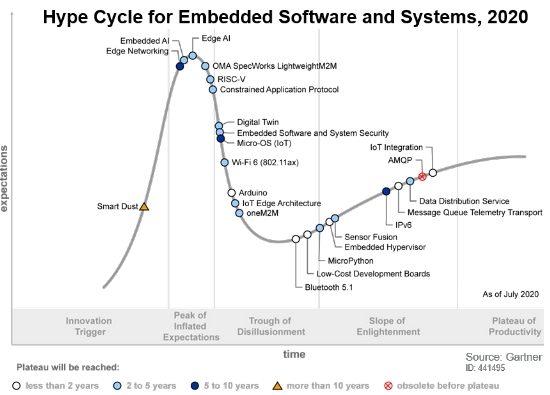 Hype Cycle for Embedded Software and Systems, 2020
expectations
Embedded AI
Edge AI
Edge Networking
OMA SpecWorks LightweightM2M
RISC-V
Constrained Application Protocol
Digital Twin
Embedded Software and System Security
Micro-OS (IoT)
IoT Integration
AMQP
Wi-Fi 6 (802.11ax)
Arduino
Smart Dust
IoT Edge Architecture
oneM2M
Data Distribution Service
Message Queue Telemetry Transport
IPv6
Sensor Fusion
Embedded Hypervisor
MicroPython
Low-Cost Development Boards
Bluetooth 5.1
As of July 2020
Innovation
Trigger
Peak of
Inflated
Expectations
Trough of
Disillusionment
Slope of
Enlightenment
Plateau of
Productivity
time
Plateau will be reached:
less than 2 years
2 to 5 years
5 to 10 years
more than 10 years
obsolete before plateau
Source: Gartner
ID: 441495